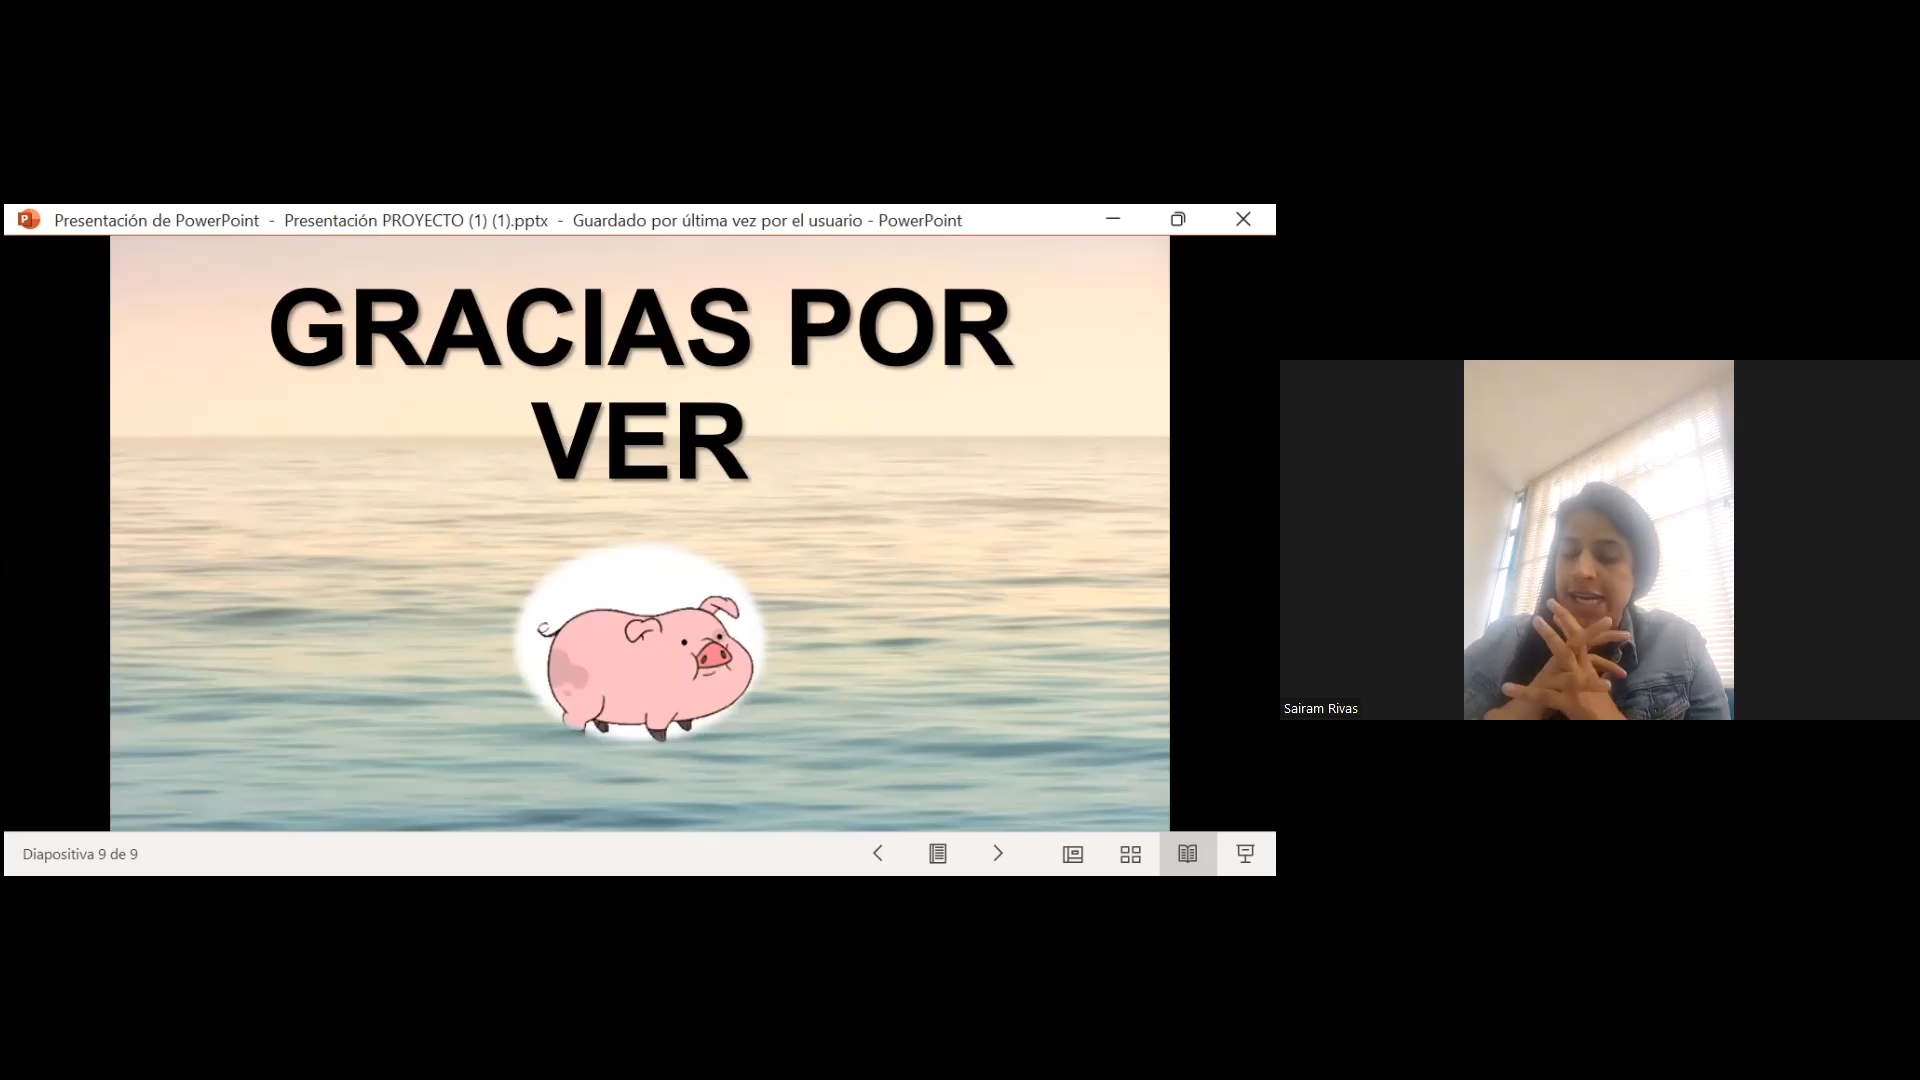 Presentación de PowerPoint - Presentación PROYECTO (1) (1).pptx - Guardado por última vez por el usuario - PowerPoint
GRACIAS POR
VER
Sairam Rivas
Diapositiva 9 de 9